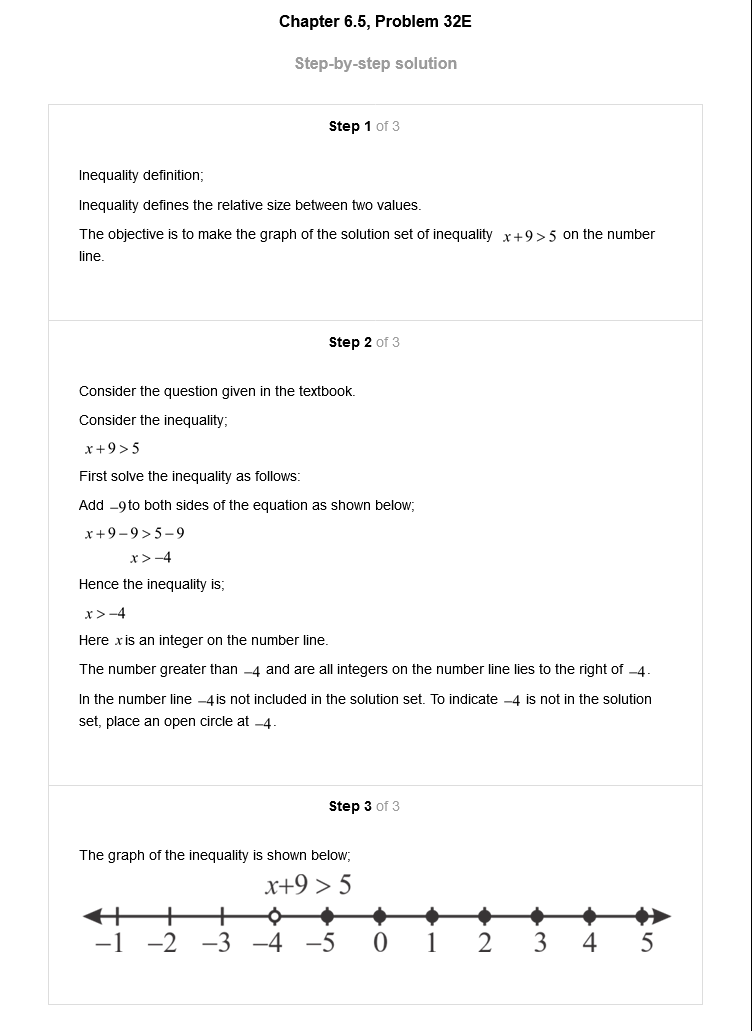 Chapter 6.5, Problem 32E
Step-by-step solution
Step 1 of 3
Inequality definition;
Inequality defines the relative size between two values.
The objective is to make the graph of the solution set of inequality x+9>5 on the number
line.
Step 2 of 3
Consider the question given in the textbook.
Consider the inequality;
x+9>5
First solve the inequality as follows:
Add −9to both sides of the equation as shown below;
x+9−9>5−9
x>−4
Hence the inequality is;
x>−4
Here x is an integer on the number line.
The number greater than −4 and are all integers on the number line lies to the right of −4.
In the number line −4is not included in the solution set. To indicate −4 is not in the solution
set, place an open circle at −4.
Step 3 of 3
The graph of the inequality is shown below;
x+9 > 5
−1 −2 −3 −4 −5 0 1 2 3 4 5